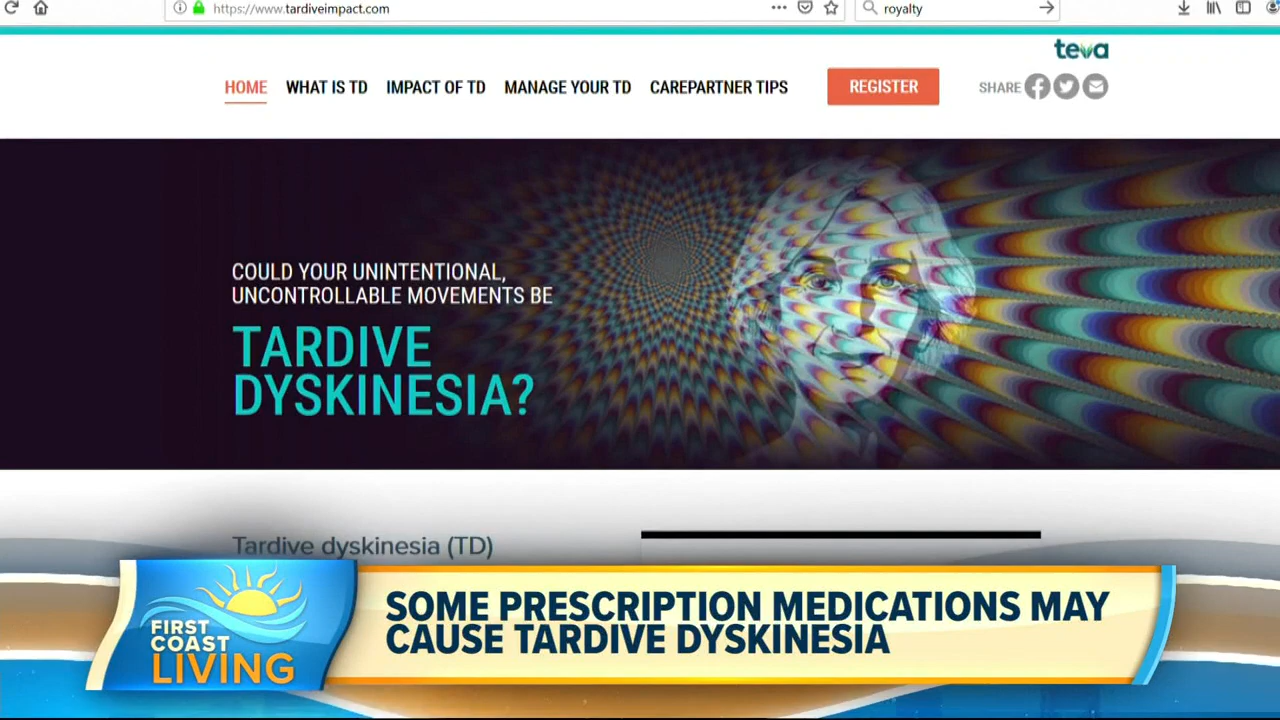 https://www.tardiveimpact.com
royalty
teva
HOME WHAT IS TD IMPACT OF TD MANAGE YOUR TD CAREPARTNER TIPS REGISTER SHARE
COULD YOUR UNINTENTIONAL,
UNCONTROLLABLE MOVEMENTS BE
TARDIVE
DYSKINESIA?
Tardive dyskinesia (TD)
FIRST
COAST
LIVING
SOME PRESCRIPTION MEDICATIONS MAY
CAUSE TARDIVE DYSKINESIA